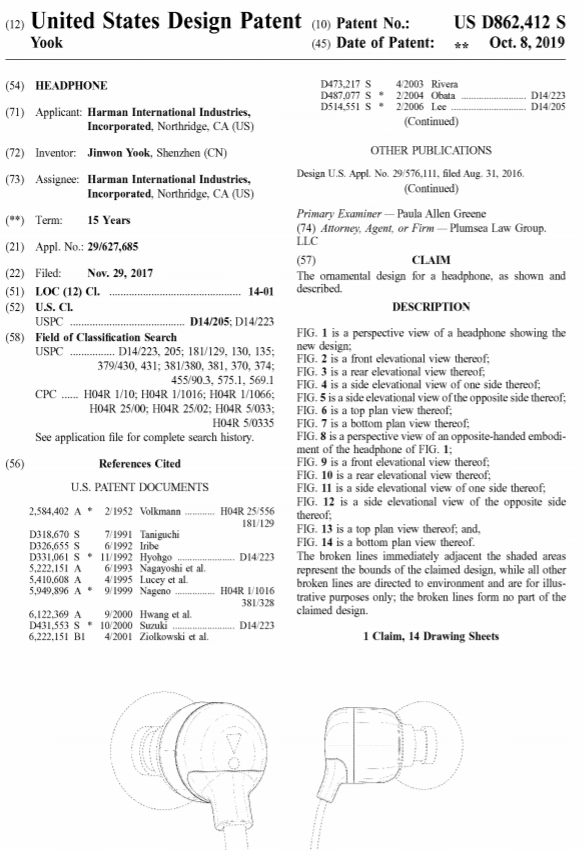 (12) United States Design Patent
Yook
(10) Patent No.: US D862,412 S
(45) Date of Patent: ** Oct. 8, 2019
(54) HEADPHONE
(71) Applicant: Harman International Industries,
Incorporated, Northridge, CA (US)
(72) Inventor: Jinwon Yook, Shenzhen (CN)
(73) Assignee: Harman International Industries,
Incorporated, Northridge, CA (US)
(**) Term: 15 Years
(21) Appl. No.: 29/627,685
(22) Filed: Nov. 29, 2017
(51) LOC (12) Cl. ............................................. 14-01
(52) U.S. Cl.
USPC ....................................... D14/205; D14/223
(58) Field of Classification Search
USPC ............... D14/223, 205; 181/129, 130, 135;
379/430, 431; 381/380, 381, 370, 374;
455/90.3, 575.1, 569.1
CPC ...... H04R 1/10; H04R 1/1016; H04R 1/1066;
H04R 25/00; H04R 25/02; H04R 5/033;
H04R 5/0335
See application file for complete search history.
(56) References Cited
U.S. PATENT DOCUMENTS
2,584,402 A * 2/1952 Volkmann ............ H04R 25/556
181/129
D318,670 S 7/1991 Taniguchi
D326,655 S 6/1992 Iribe
D331,061 S * 11/1992 Hyohgo ........................ D14/223
5,222,151 A 6/1993 Nagayoshi et al.
5,410,608 A 4/1995 Lucey et al.
5,949,896 A * 9/1999 Nageno ................ H04R 1/1016
381/328
6,122,369 A 9/2000 Hwang et al.
D431,553 S * 10/2000 Suzuki ......................... D14/223
6,222,151 B1 4/2001 Ziolkowski et al.
D473,217 S 4/2003 Rivera
D487,077 S * 2/2004 Obata .......................... D14/223
D514,551 S * 2/2006 Lee .............................. D14/205
(Continued)
OTHER PUBLICATIONS
Design U.S. Appl. No. 29/576,111, filed Aug. 31, 2016.
(Continued)
Primary Examiner — Paula Allen Greene
(74) Attorney, Agent, or Firm — Plumsea Law Group.
LLC
(57) CLAIM
The ornamental design for a headphone, as shown and
described.
DESCRIPTION
FIG. 1 is a perspective view of a headphone showing the
new design;
FIG. 2 is a front elevational view thereof;
FIG. 3 is a rear elevational view thereof;
FIG. 4 is a side elevational view of one side thereof;
FIG. 5 is a side elevational view of the opposite side thereof;
FIG. 6 is a top plan view thereof;
FIG. 7 is a bottom plan view thereof;
FIG. 8 is a perspective view of an opposite-handed embodi-
ment of the headphone of FIG. 1;
FIG. 9 is a front elevational view thereof;
FIG. 10 is a rear elevational view thereof;
FIG. 11 is a side elevational view of one side thereof;
FIG. 12 is a side elevational view of the opposite side
thereof;
FIG. 13 is a top plan view thereof; and,
FIG. 14 is a bottom plan view thereof.
The broken lines immediately adjacent the shaded areas
represent the bounds of the claimed design, while all other
broken lines are directed to environment and are for illus-
trative purposes only; the broken lines form no part of the
claimed design.
1 Claim, 14 Drawing Sheets